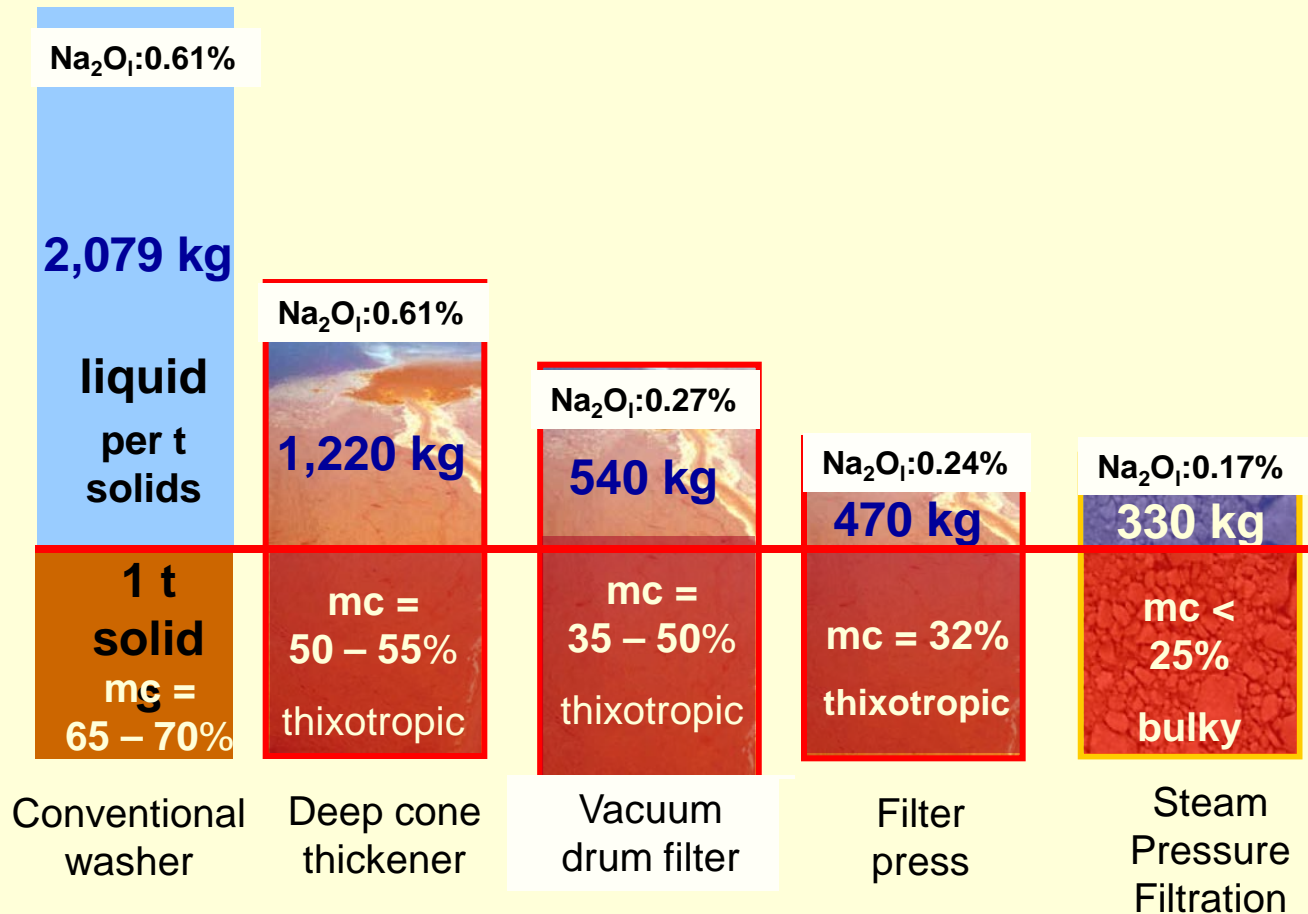 Na₂Oₗ:0.61%
2,079 kg
liquid
per t
solids
1 t
solid
s
mc =
65 – 70%
Conventional
washer
Na₂Oₗ:0.61%
1,220 kg
mc =
50 – 55%
thixotropic
Deep cone
thickener
Na₂Oₗ:0.27%
540 kg
mc =
35 – 50%
thixotropic
Vacuum
drum filter
Na₂Oₗ:0.24%
470 kg
mc = 32%
thixotropic
Filter
press
Na₂Oₗ:0.17%
330 kg
mc <
25%
bulky
Steam
Pressure
Filtration